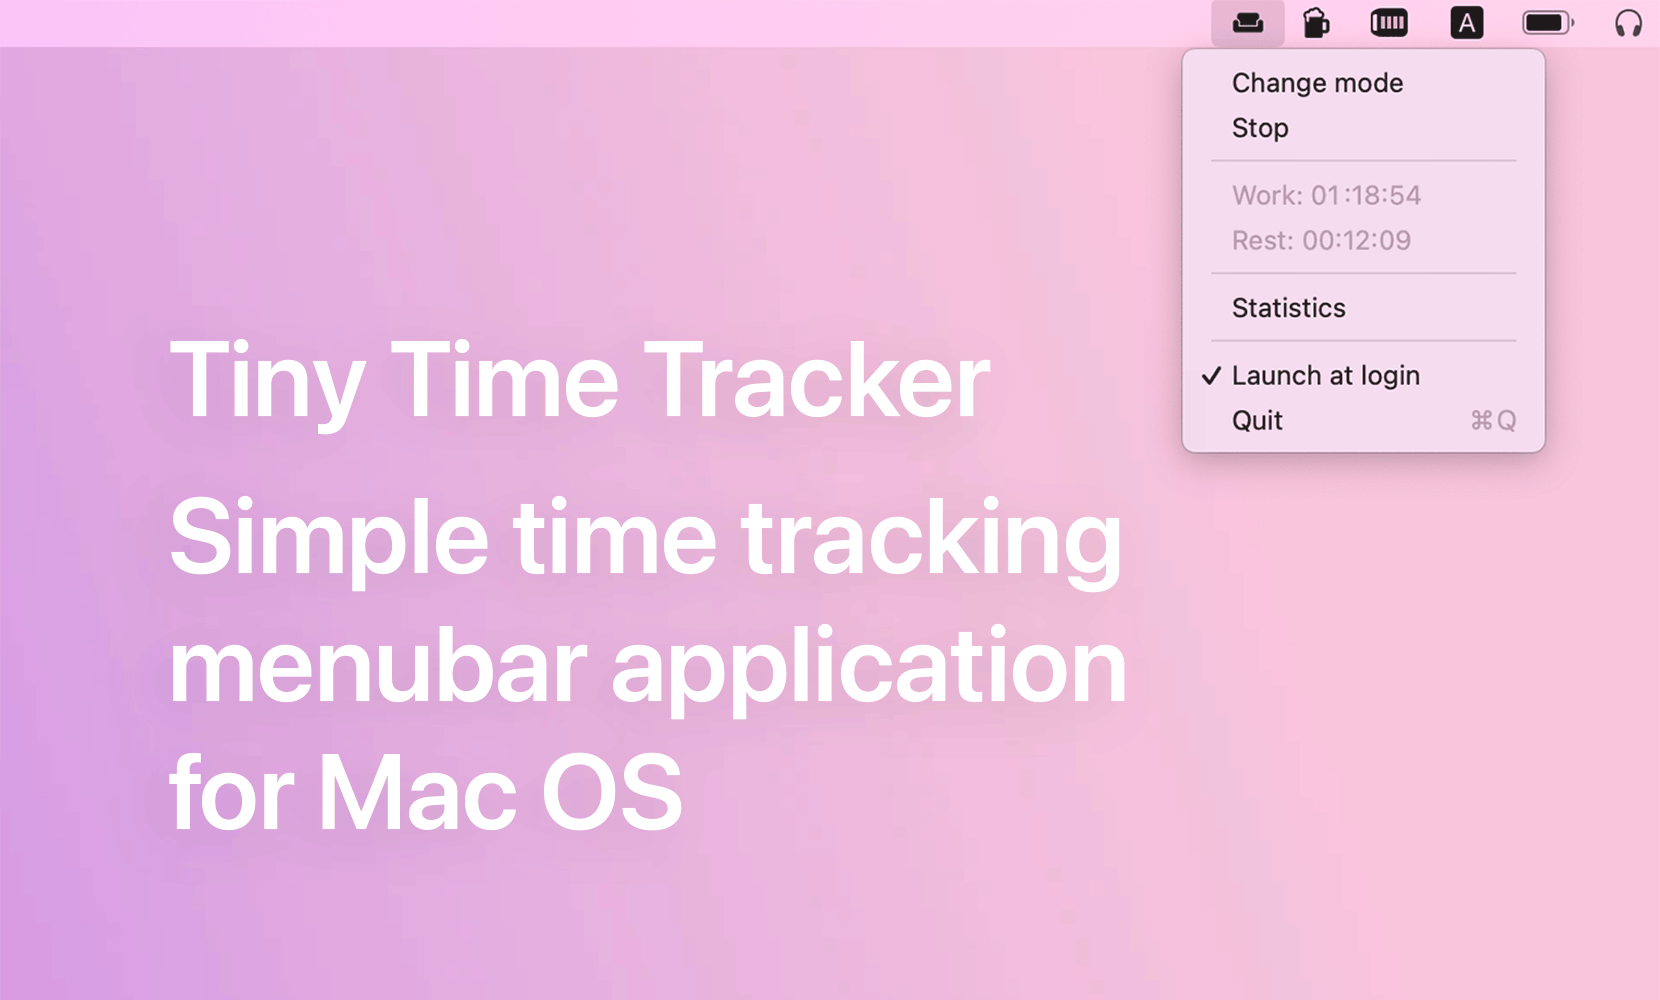 A
Change mode
Stop
Work: 01:18:54
Rest: 00:12:09
Statistics
✓ Launch at login
Quit ⌘Q
Tiny Time Tracker
Simple time tracking
menubar application
for Mac OS